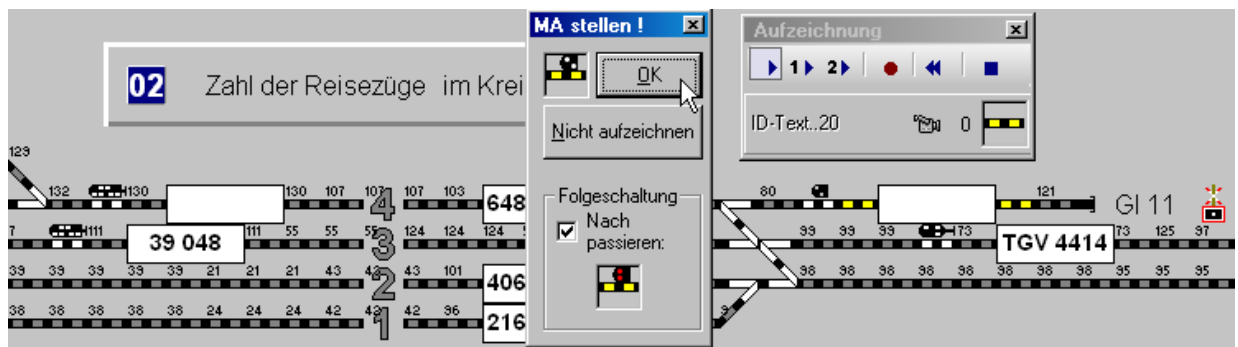 MA stellen !
OK
Nicht aufzeichnen
Folgeschaltung
Nach
passieren:
Aufzeichnung
1 2
ID-Text..20 0
02 Zahl der Reisezüge im Krei
129
132 130 130 107 107 4 107 103 648 80 121 Gl 11
7 111 39 048 111 55 55 55 3 124 124 124 99 99 99 73 TGV 4414 73 125 97
39 39 39 39 39 21 21 21 43 43 2 43 101 406 98 98 98 98 98 98 98 98 95 95 95
38 38 38 38 38 24 24 24 42 42 1 42 96 216 9